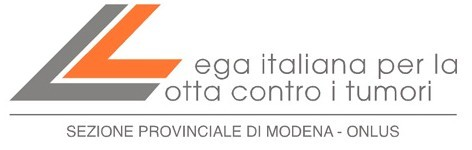 Lega italiana per la
Lotta contro i tumori
SEZIONE PROVINCIALE DI MODENA - ONLUS